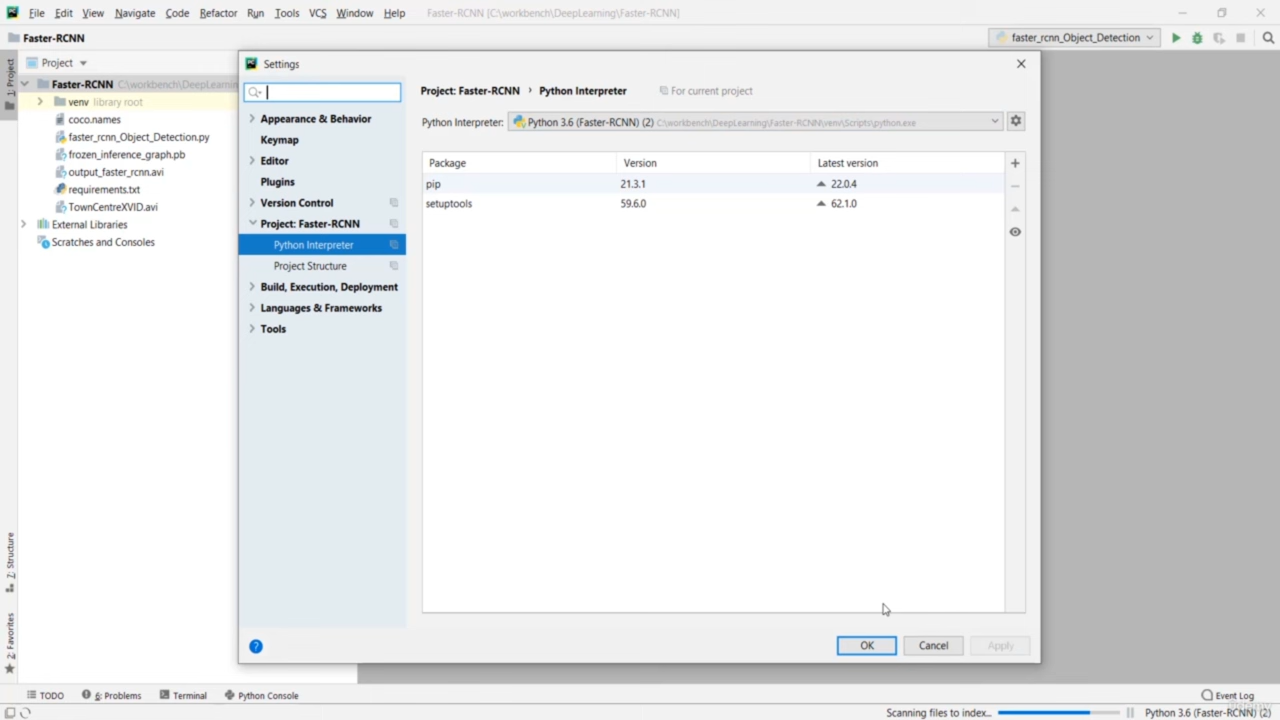 File Edit View Navigate Code Refactor Run Tools VCS Window Help Faster-RCNN [C:\workbench\DeepLearning\Faster-RCNN]
Faster-RCNN faster_rcnn_Object_Detection
1: Project
Project
Faster-RCNN C:\workbench\DeepLearnin
venv library root
coco.names
faster_rcnn_Object_Detection.py
frozen_inference_graph.pb
output_faster_rcnn.avi
requirements.txt
TownCentreXVID.avi
External Libraries
Scratches and Consoles
Settings
Appearance & Behavior
Keymap
Editor
Plugins
Version Control
Project: Faster-RCNN
Python Interpreter
Project Structure
Build, Execution, Deployment
Languages & Frameworks
Tools
Project: Faster-RCNN › Python Interpreter For current project
Python Interpreter: Python 3.6 (Faster-RCNN) (2) C:\workbench\DeepLearning\Faster-RCNN\venv\Scripts\python.exe
Package Version Latest version
pip 21.3.1 22.0.4
setuptools 59.6.0 62.1.0
? OK Cancel Apply
7: Structure
2: Favorites
TODO 6: Problems Terminal Python Console Event Log
Scanning files to index... Python 3.6 (Faster-RCNN) (2)